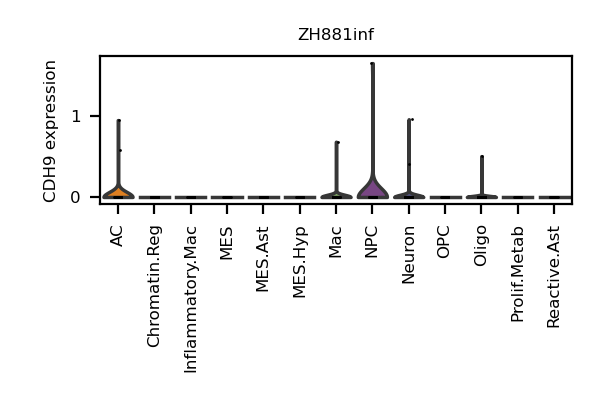 ZH881inf
CDH9 expression
1
0
AC
Chromatin.Reg
Inflammatory.Mac
MES
MES.Ast
MES.Hyp
Mac
NPC
Neuron
OPC
Oligo
Prolif.Metab
Reactive.Ast